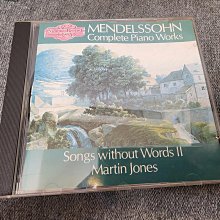 MENDELSSOHN
Complete Piano Works
Songs without Words II
Martin Jones